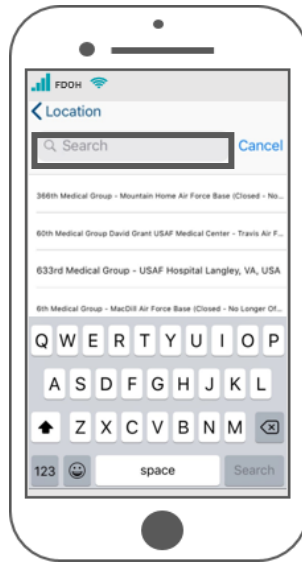 FDOH
Location
Search
Cancel
366th Medical Group - Mountain Home Air Force Base (Closed - No...
60th Medical Group David Grant USAF Medical Center - Travis Air F...
633rd Medical Group - USAF Hospital Langley, VA, USA
6th Medical Group - MacDill Air Force Base (Closed - No Longer Of...
Q W E R T Y U I O P
A S D F G H J K L
Z X C V B N M
123 space Search